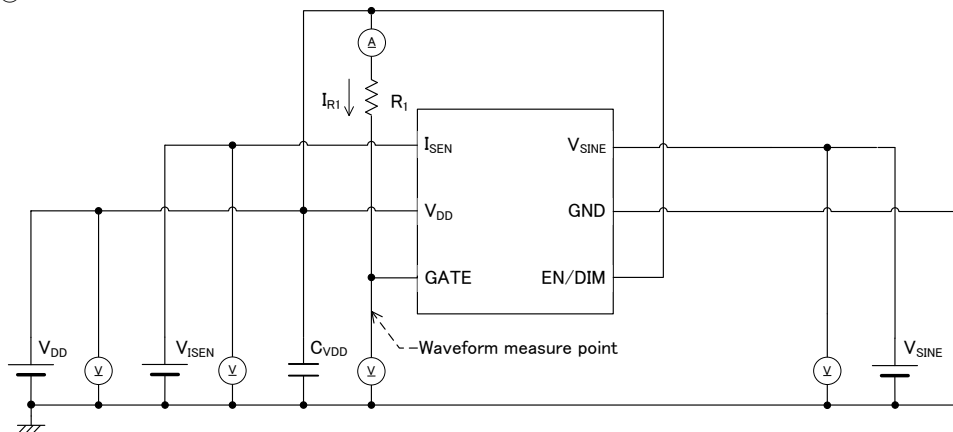 A
I_R1
R_1
I_SEN
V_SINE
V_DD
GND
GATE
EN/DIM
V_DD
V
V_ISEN
V
C_VDD
V
Waveform measure point
V
V_SINE